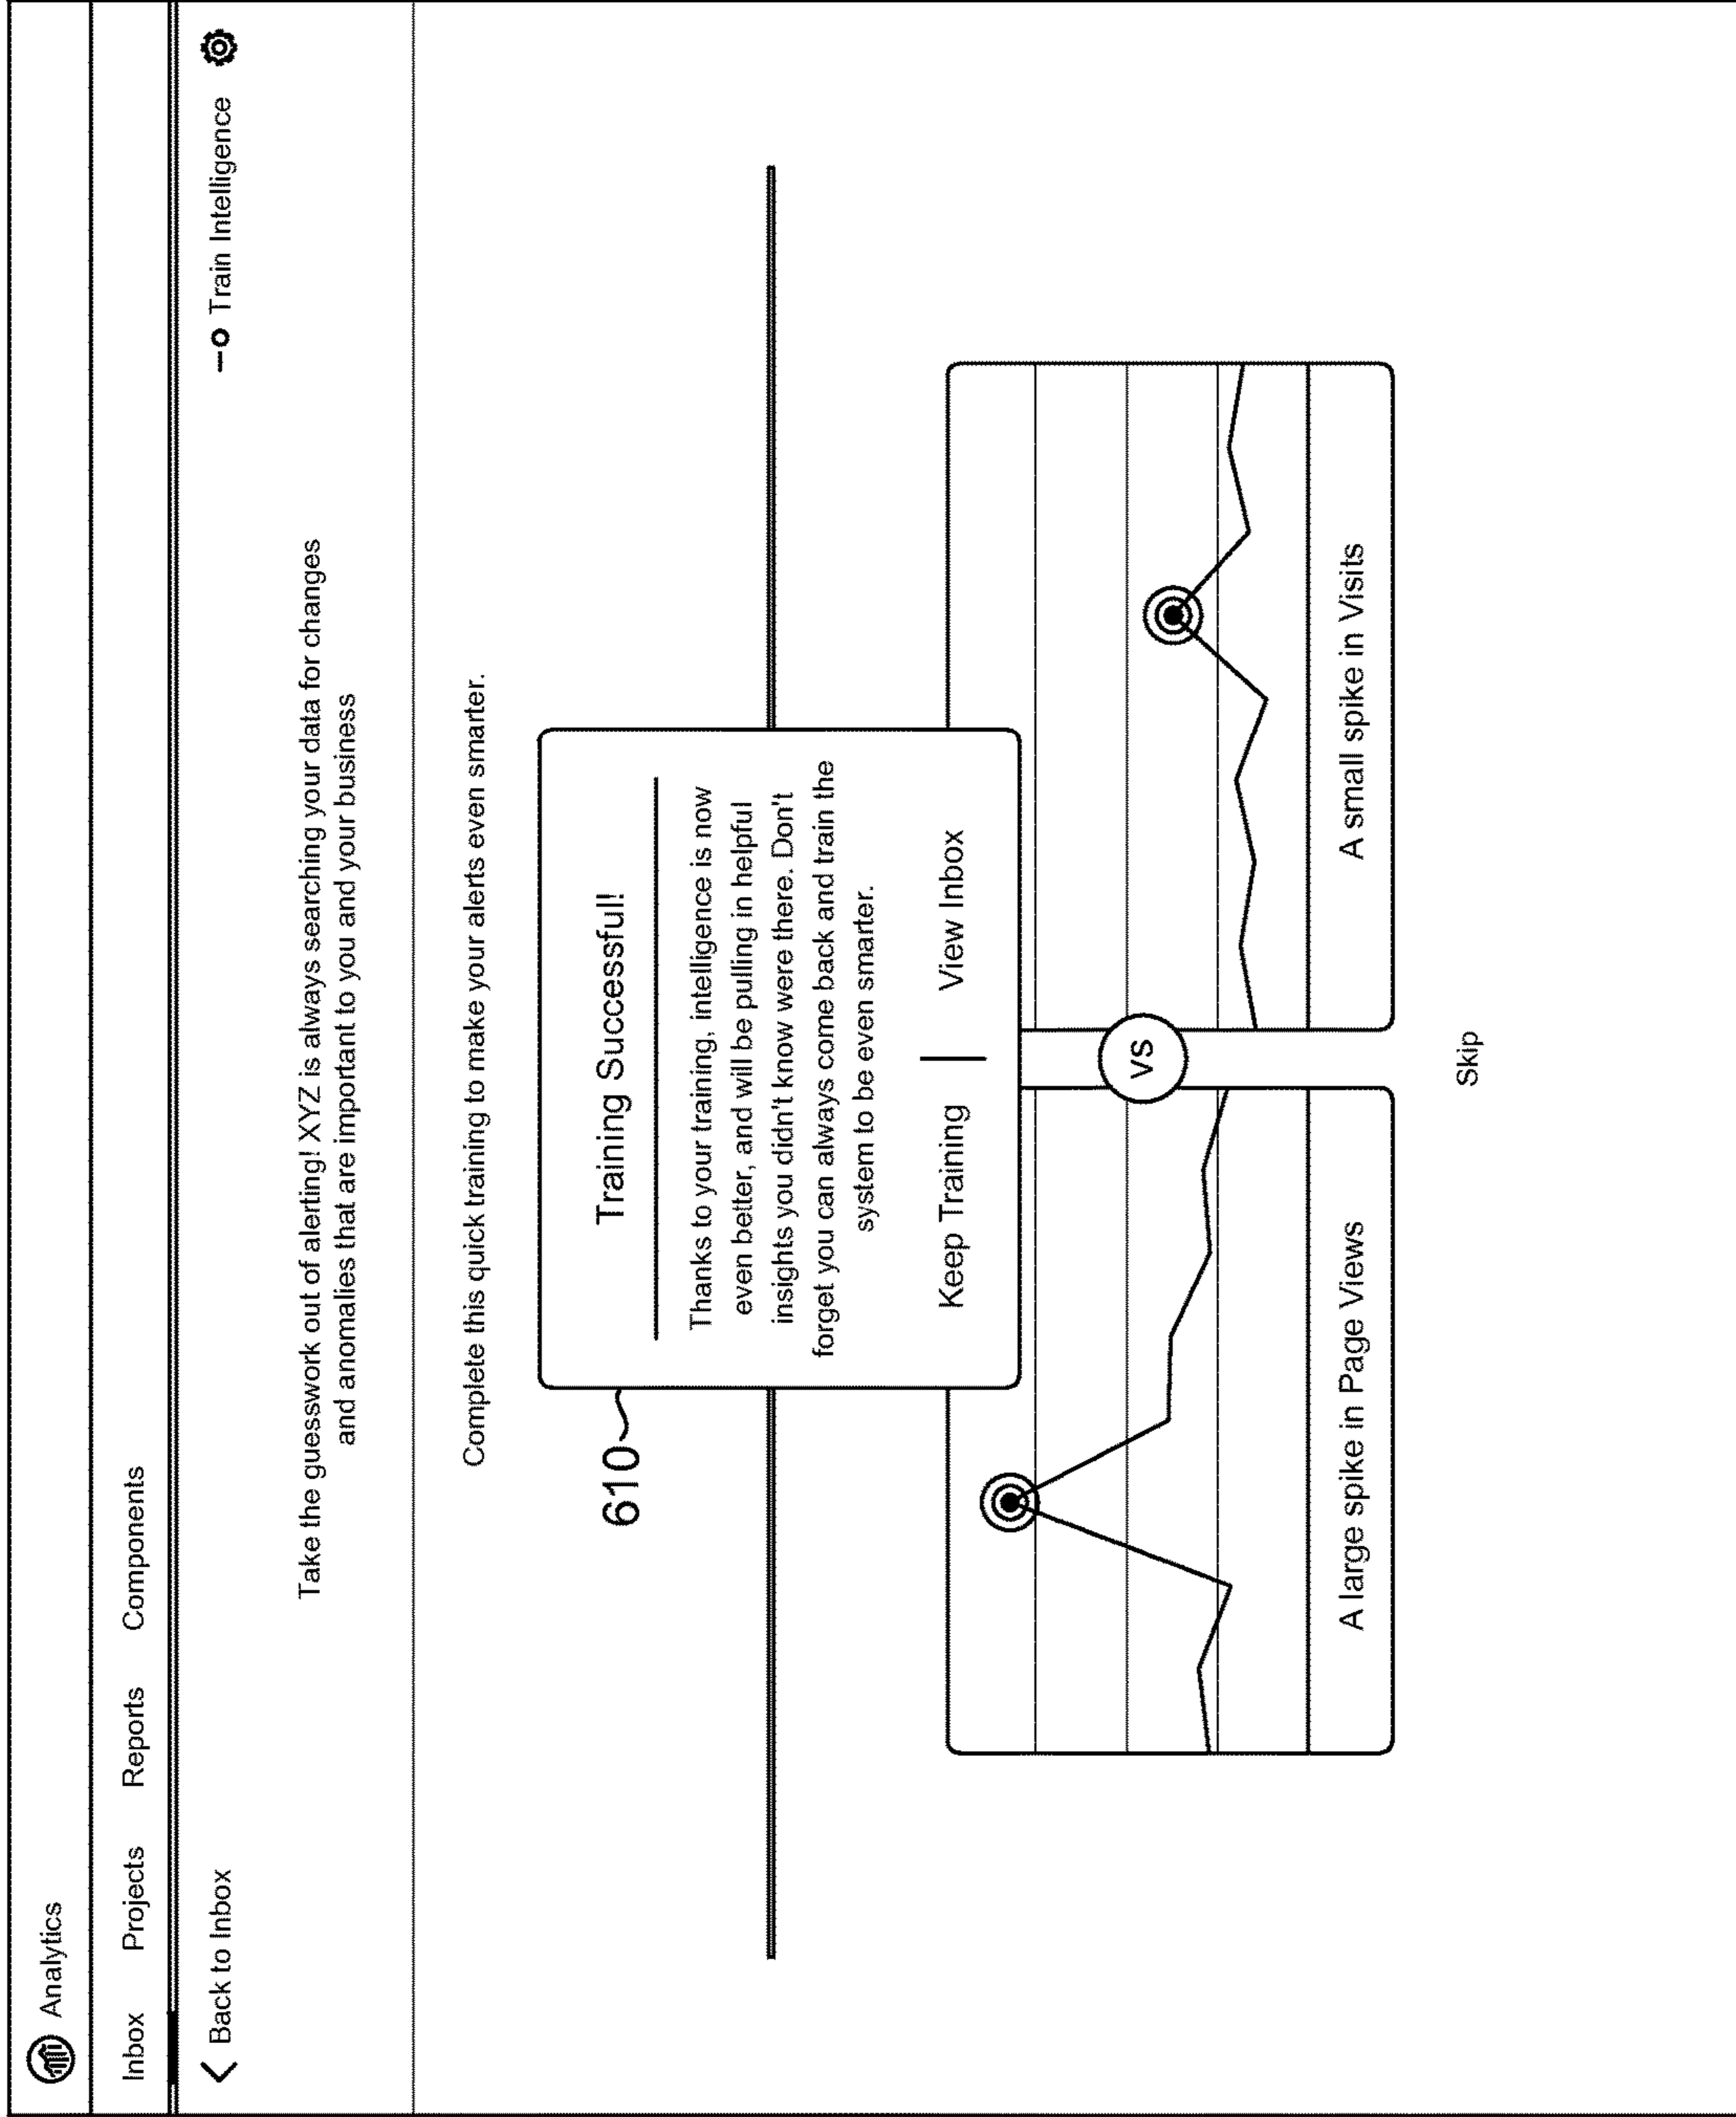 Analytics
Inbox Projects Reports Components
Back to Inbox
Train Intelligence
Take the guesswork out of alerting! XYZ is always searching your data for changes
and anomalies that are important to you and your business
Complete this quick training to make your alerts even smarter.
610
Training Successful!
Thanks to your training, intelligence is now
even better, and will be pulling in helpful
insights you didn't know were there. Don't
forget you can always come back and train the
system to be even smarter.
Keep Training | View Inbox
vs
A large spike in Page Views
A small spike in Visits
Skip